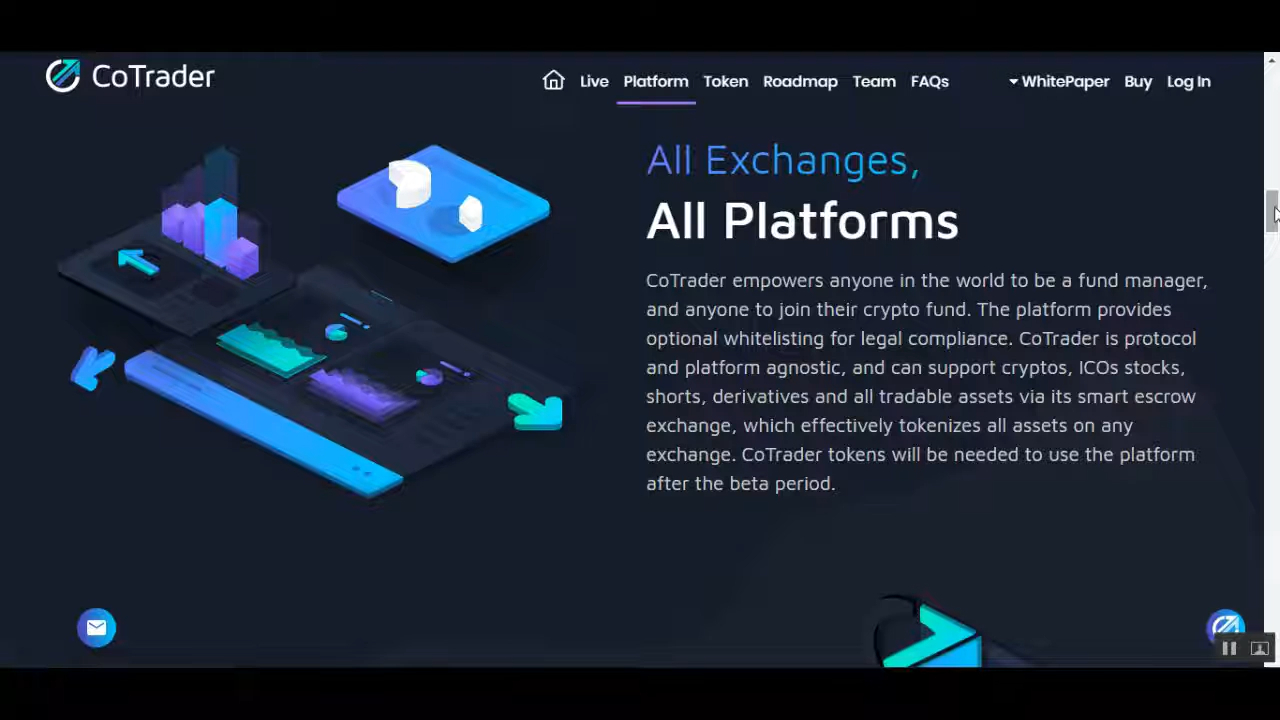 CoTrader
Live Platform Token Roadmap Team FAQs WhitePaper Buy Log In
All Exchanges,
All Platforms
CoTrader empowers anyone in the world to be a fund manager,
and anyone to join their crypto fund. The platform provides
optional whitelisting for legal compliance. CoTrader is protocol
and platform agnostic, and can support cryptos, ICOs stocks,
shorts, derivatives and all tradable assets via its smart escrow
exchange, which effectively tokenizes all assets on any
exchange. CoTrader tokens will be needed to use the platform
after the beta period.